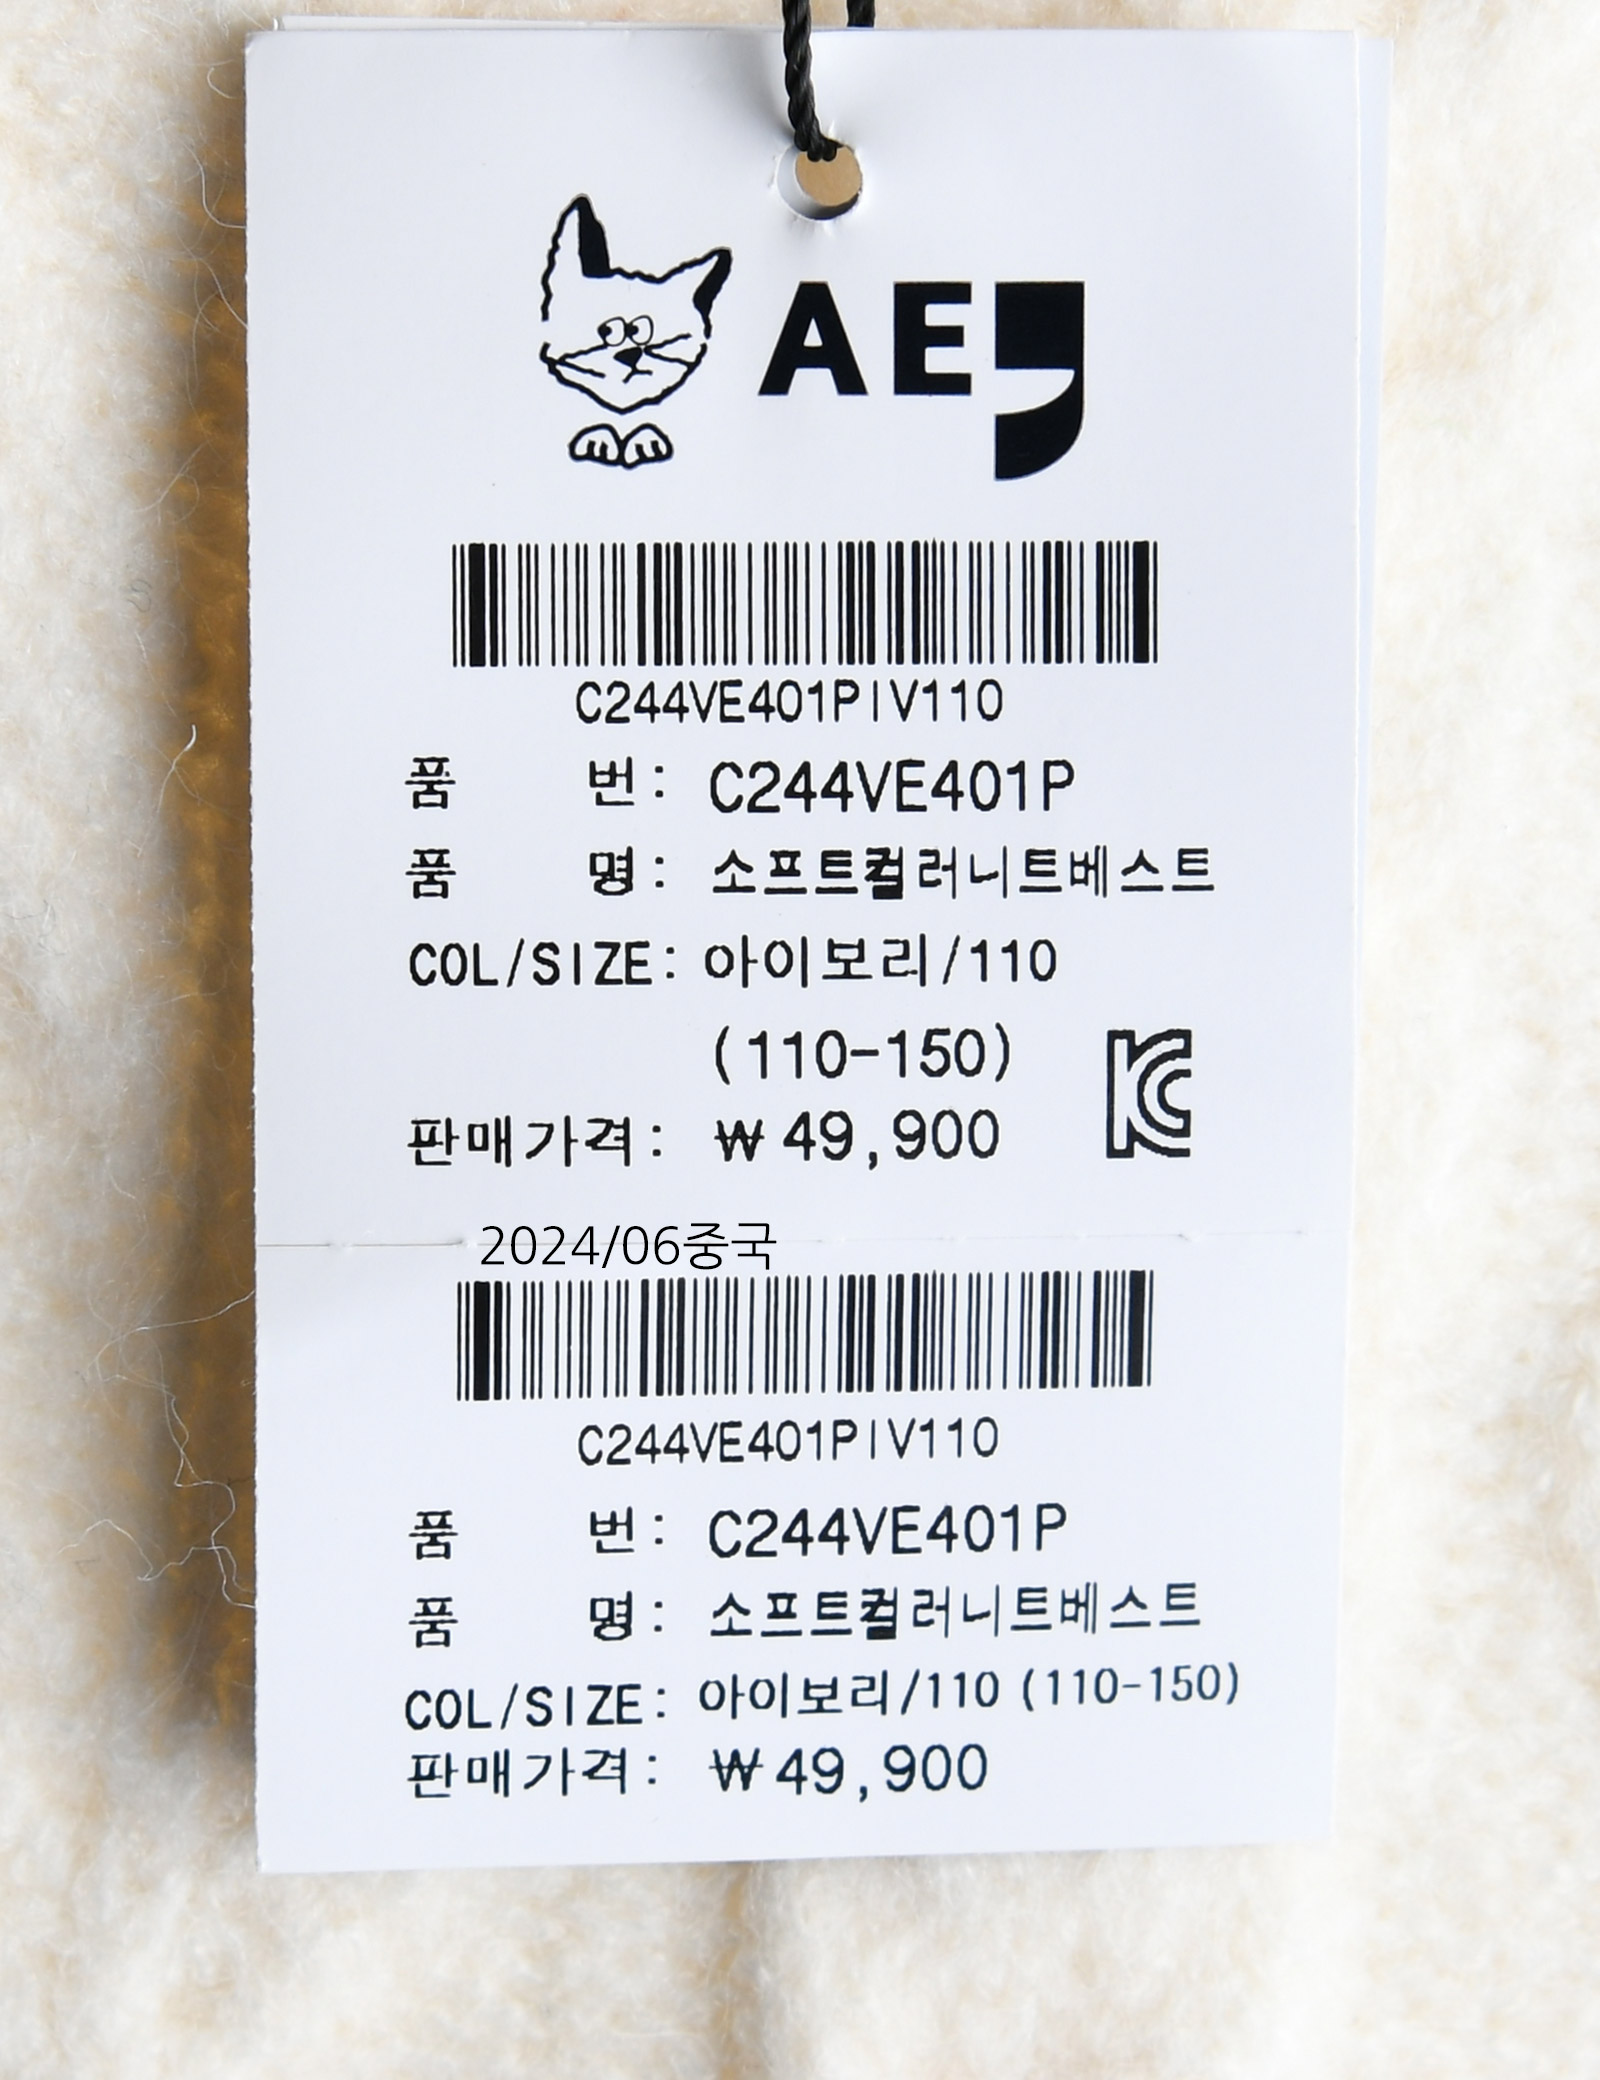 AE,
C244VE401PIV110
품 번: C244VE401P
품 명: 소프트컬러니트베스트
COL/SIZE: 아이보리/110
(110-150)
KC
판매가격: ₩49,900
2024/06중국
C244VE401PIV110
품 번: C244VE401P
품 명: 소프트컬러니트베스트
COL/SIZE: 아이보리/110 (110-150)
판매가격: ₩49,900